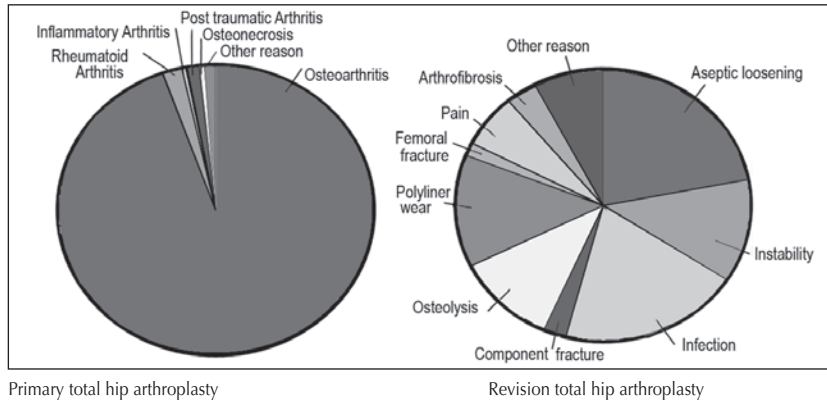 Post traumatic Arthritis
Inflammatory Arthritis
Osteonecrosis
Other reason
Rheumatoid
Arthritis
Osteoarthritis
Other reason
Aseptic loosening
Arthrofibrosis
Pain
Femoral
fracture
Polyliner
wear
Instability
Osteolysis
Infection
Component fracture
Primary total hip arthroplasty
Revision total hip arthroplasty